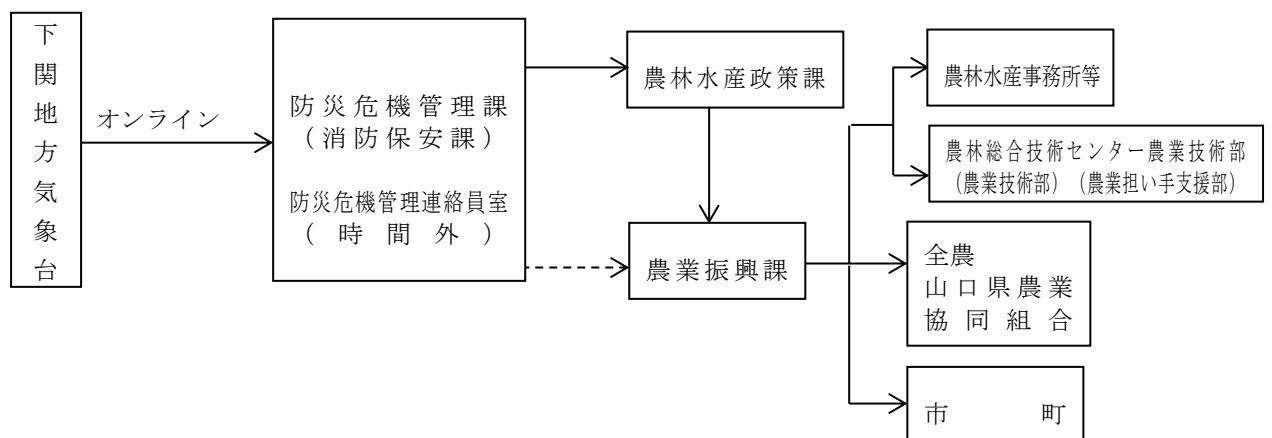 下関地方気象台
オンライン
防災危機管理課
(消防保安課)
防災危機管理連絡員室
(時間外)
農林水産政策課
農業振興課
農林水産事務所等
農林総合技術センター農業技術部
(農業技術部)(農業担い手支援部)
全農
山口県農業
協同組合
市町